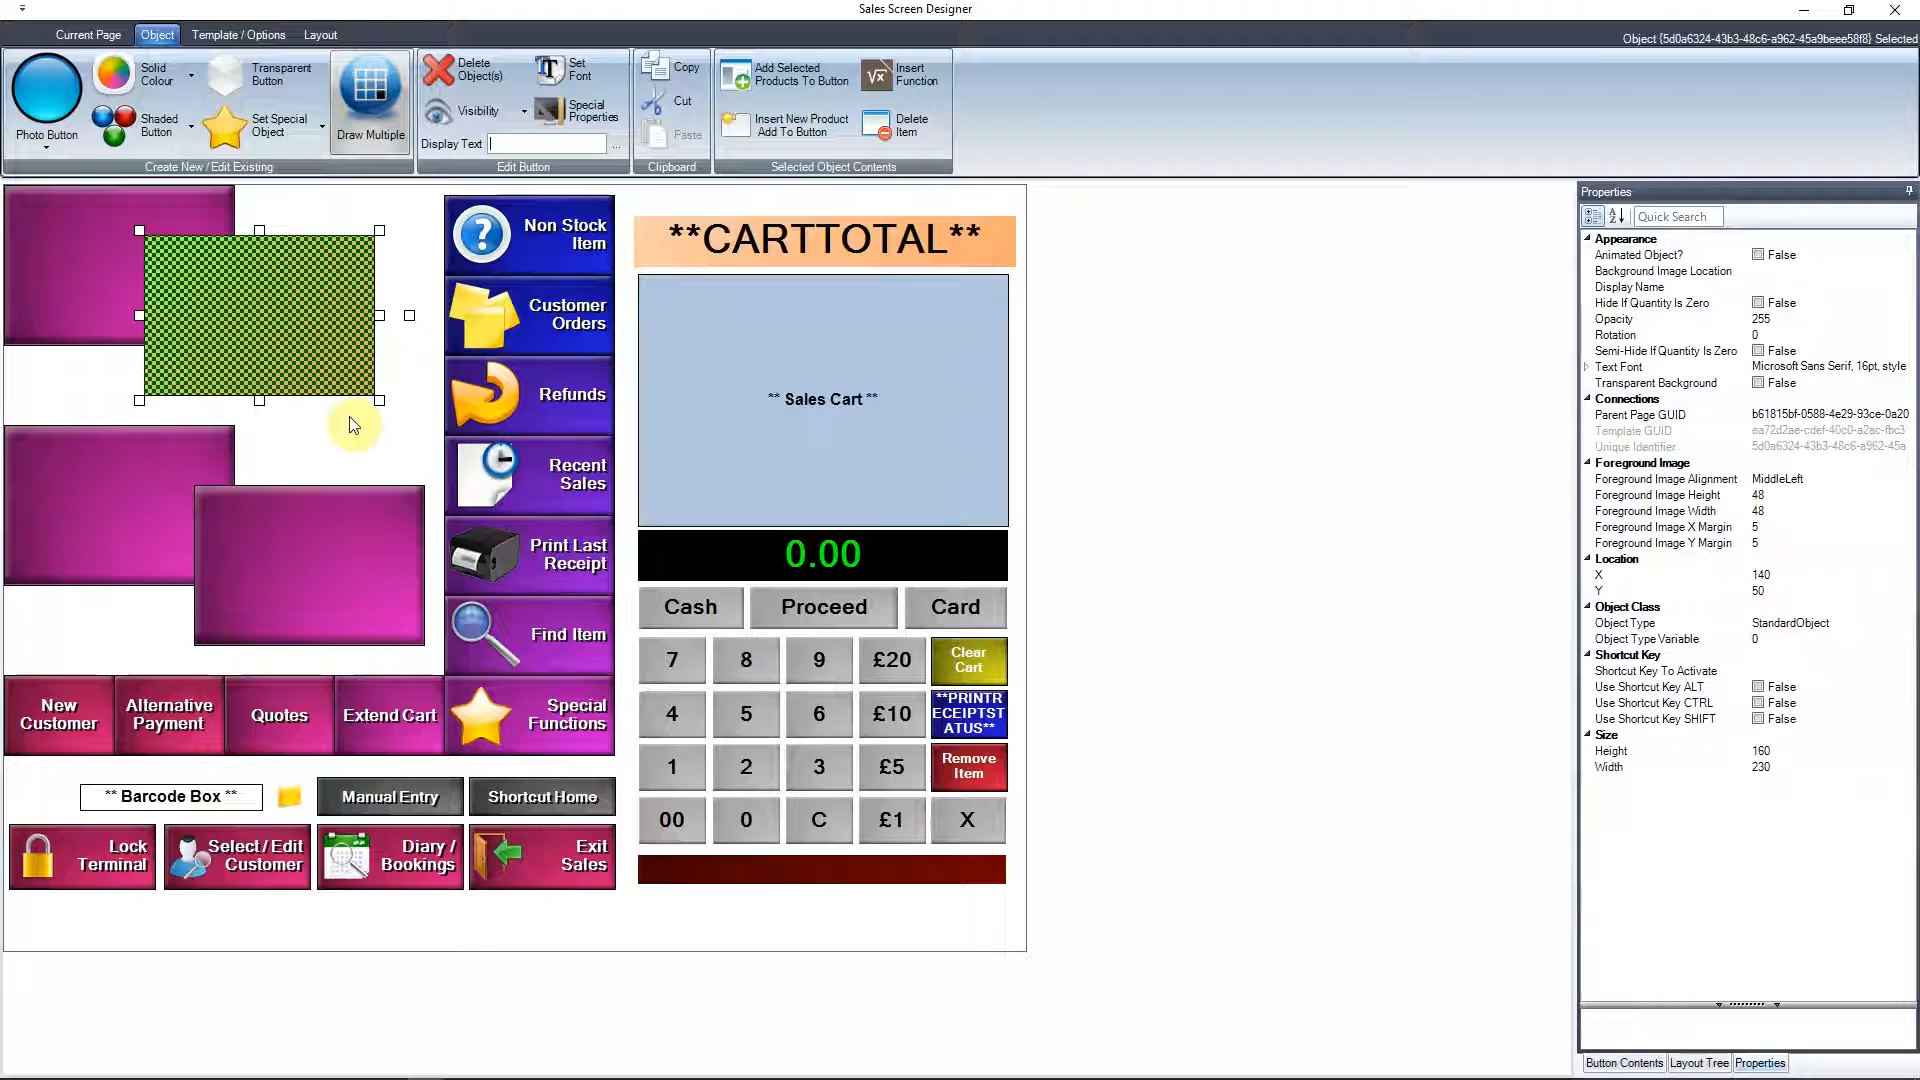 Sales Screen Designer
Current Page
Object
Template / Options
Layout
Object {5d0a6324-43b3-48c6-a962-45a9beee58f8} Selected
Photo Button
Solid
Colour
Shaded
Button
Transparent
Button
Set Special
Object
Draw Multiple
Create New / Edit Existing
Delete
Object(s)
Visibility
Set
Font
Special
Properties
Display Text
...
Edit Button
Copy
Cut
Paste
Clipboard
Add Selected
Products To Button
Insert New Product
Add To Button
Insert
Function
Delete
Item
Selected Object Contents
Non Stock
Item
Customer
Orders
Refunds
Recent
Sales
Print Last
Receipt
Find Item
Special
Functions
New
Customer
Alternative
Payment
Quotes
Extend Cart
** Barcode Box **
Manual Entry
Shortcut Home
Lock
Terminal
Select / Edit
Customer
Diary /
Bookings
Exit
Sales
**CARTTOTAL**
** Sales Cart **
0.00
Cash
Proceed
Card
7
8
9
£20
Clear
Cart
4
5
6
£10
**PRINTR
ECEIPTST
ATUS**
1
2
3
£5
Remove
Item
00
0
C
£1
X
Properties
Quick Search
Appearance
Animated Object? False
Background Image Location
Display Name
Hide If Quantity Is Zero False
Opacity 255
Rotation 0
Semi-Hide If Quantity Is Zero False
Text Font Microsoft Sans Serif, 16pt, style
Transparent Background False
Connections
Parent Page GUID b61815bf-0588-4e29-93ce-0a20
Template GUID ea72d2ae-cdef-40c0-a2ac-fbc3
Unique Identifier 5d0a6324-43b3-48c6-a962-45a
Foreground Image
Foreground Image Alignment MiddleLeft
Foreground Image Height 48
Foreground Image Width 48
Foreground Image X Margin 5
Foreground Image Y Margin 5
Location
X 140
Y 50
Object Class
Object Type StandardObject
Object Type Variable 0
Shortcut Key
Shortcut Key To Activate
Use Shortcut Key ALT False
Use Shortcut Key CTRL False
Use Shortcut Key SHIFT False
Size
Height 160
Width 230
Button Contents
Layout Tree
Properties